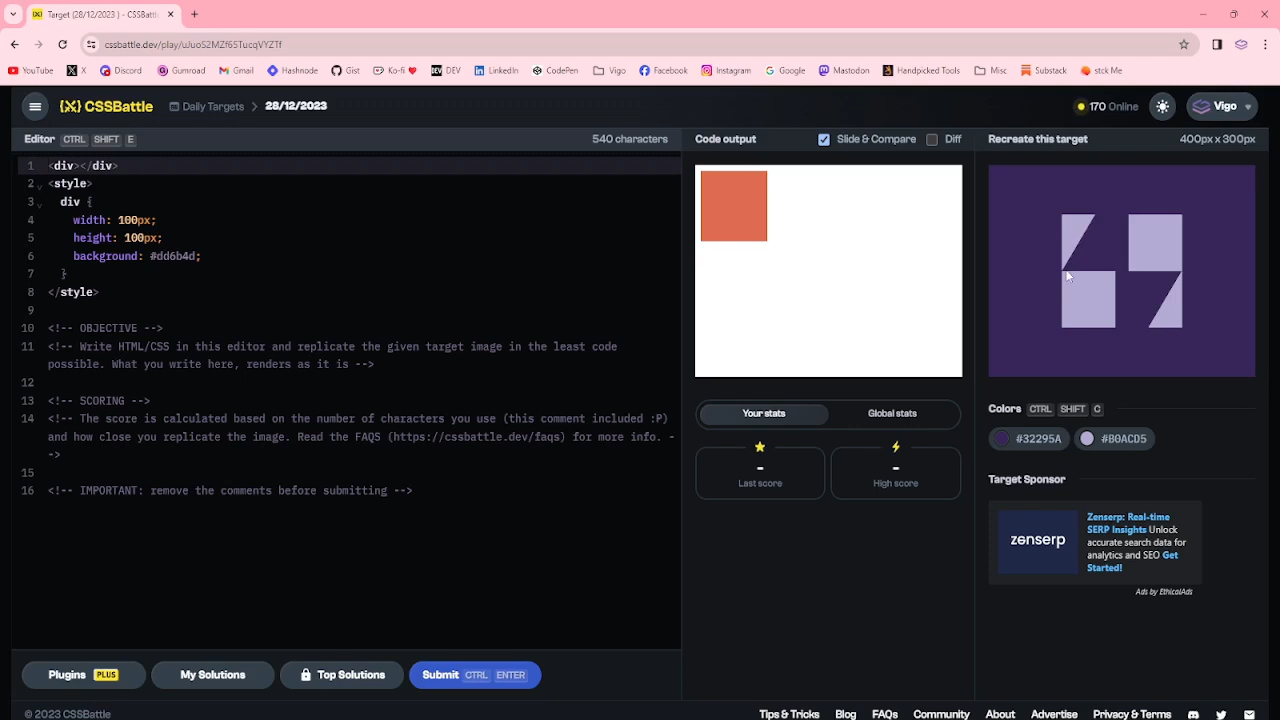 Target (28/12/2023 ) - CSSBattl
cssbattle.dev/play/uJuoS2MZf6STucqVYZTf
YouTube X Discord Gumroad Gmail Hashnode Gist Ko-fi DEV LinkedIn CodePen Vigo Facebook Instagram Google Mastodon Handpicked Tools Misc Substack stck Me
{X} CSSBattle Daily Targets > 28/12/2023 170 Online Vigo
Editor CTRL SHIFT E 540 characters Code output Slide & Compare Diff Recreate this target 400px x 300px
1 <div></div>
2 <style>
3 div {
4 width: 100px;
5 height: 100px;
6 background: #dd6b4d;
7 }
8 </style>
9
10 <!-- OBJECTIVE -->
11 <!-- Write HTML/CSS in this editor and replicate the given target image in the least code
possible. What you write here, renders as it is -->
12
13 <!-- SCORING -->
14 <!-- The score is calculated based on the number of characters you use (this comment included :P)
and how close you replicate the image. Read the FAQS (https://cssbattle.dev/faqs) for more info. -
->
15
16 <!-- IMPORTANT: remove the comments before submitting -->
Your stats Global stats
- -
Last score High score
Colors CTRL SHIFT C
#32295A #B0ACD5
Target Sponsor
zenserp
Zenserp: Real-time
SERP Insights Unlock
accurate search data for
analytics and SEO Get
Started!
Ads by EthicalAds
Plugins PLUS My Solutions Top Solutions Submit CTRL ENTER
© 2023 CSSBattle Tips & Tricks Blog FAQs Community About Advertise Privacy & Terms